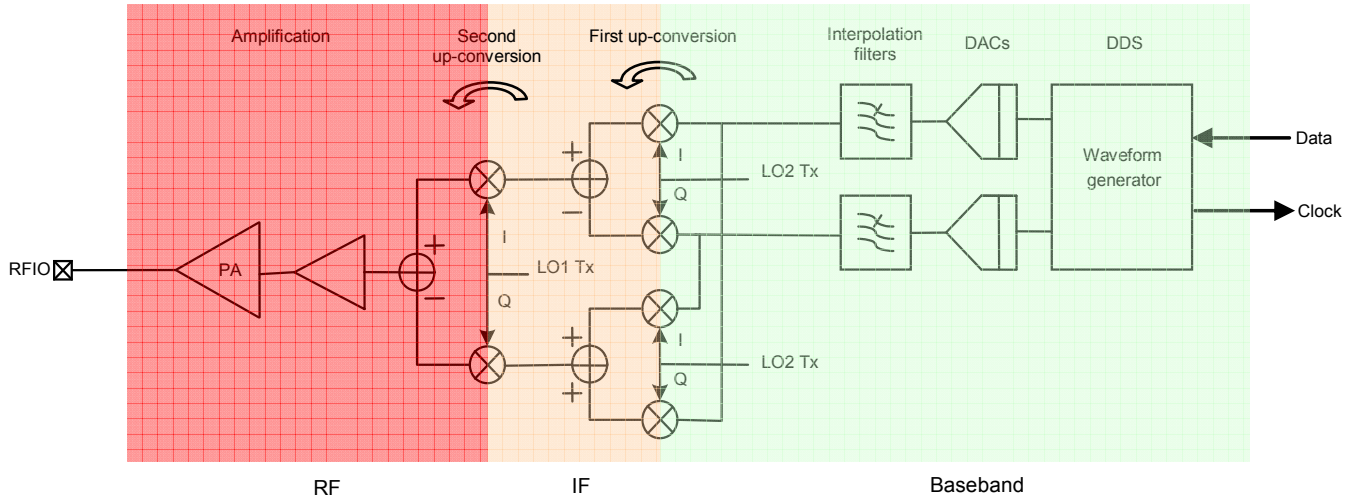 Amplification
Second
up-conversion
First up-conversion
Interpolation
filters
DACs
DDS
I
Q
LO2 Tx
Waveform
generator
Data
Clock
+
−
+
−
I
Q
LO1 Tx
RFIO
PA
+
+
I
Q
LO2 Tx
RF
IF
Baseband